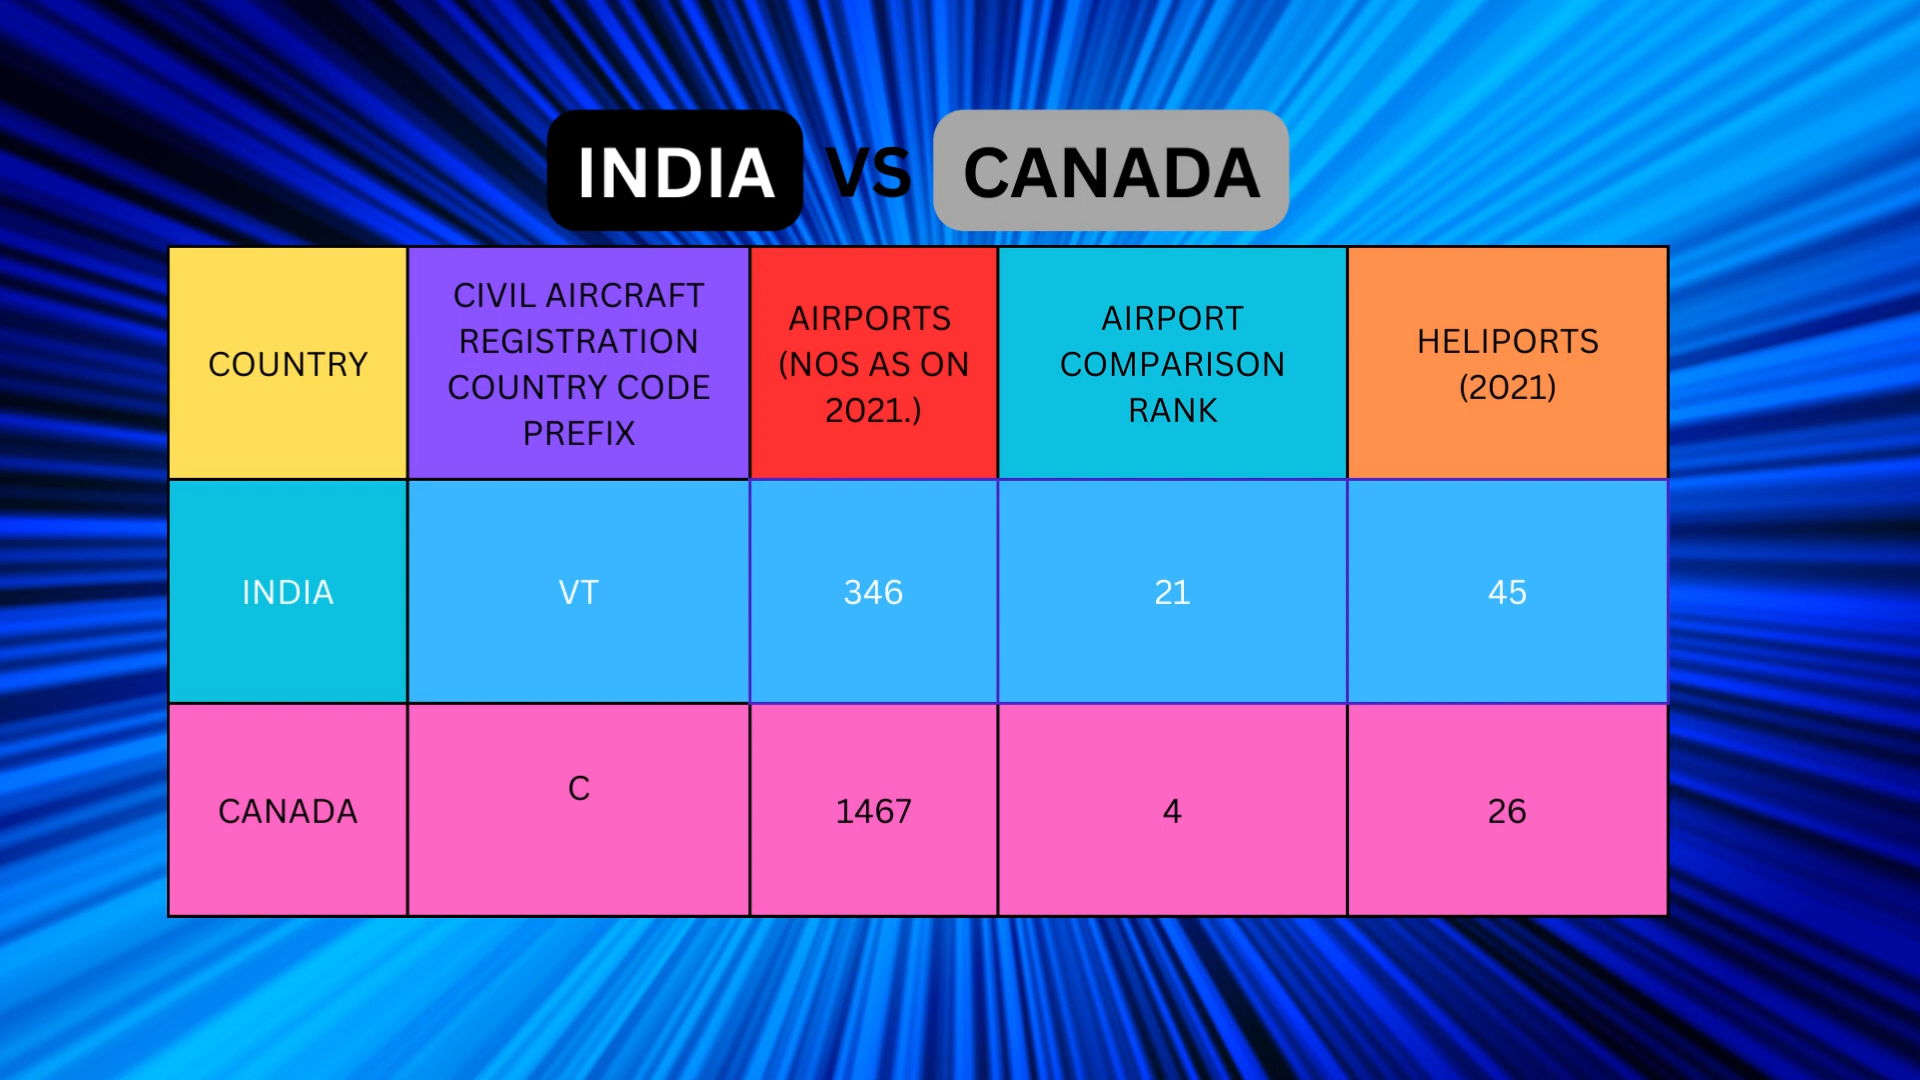 INDIA VS CANADA
COUNTRY
CIVIL AIRCRAFT
REGISTRATION
COUNTRY CODE
PREFIX
AIRPORTS
(NOS AS ON
2021.)
AIRPORT
COMPARISON
RANK
HELIPORTS
(2021)
INDIA
VT
346
21
45
CANADA
C
1467
4
26